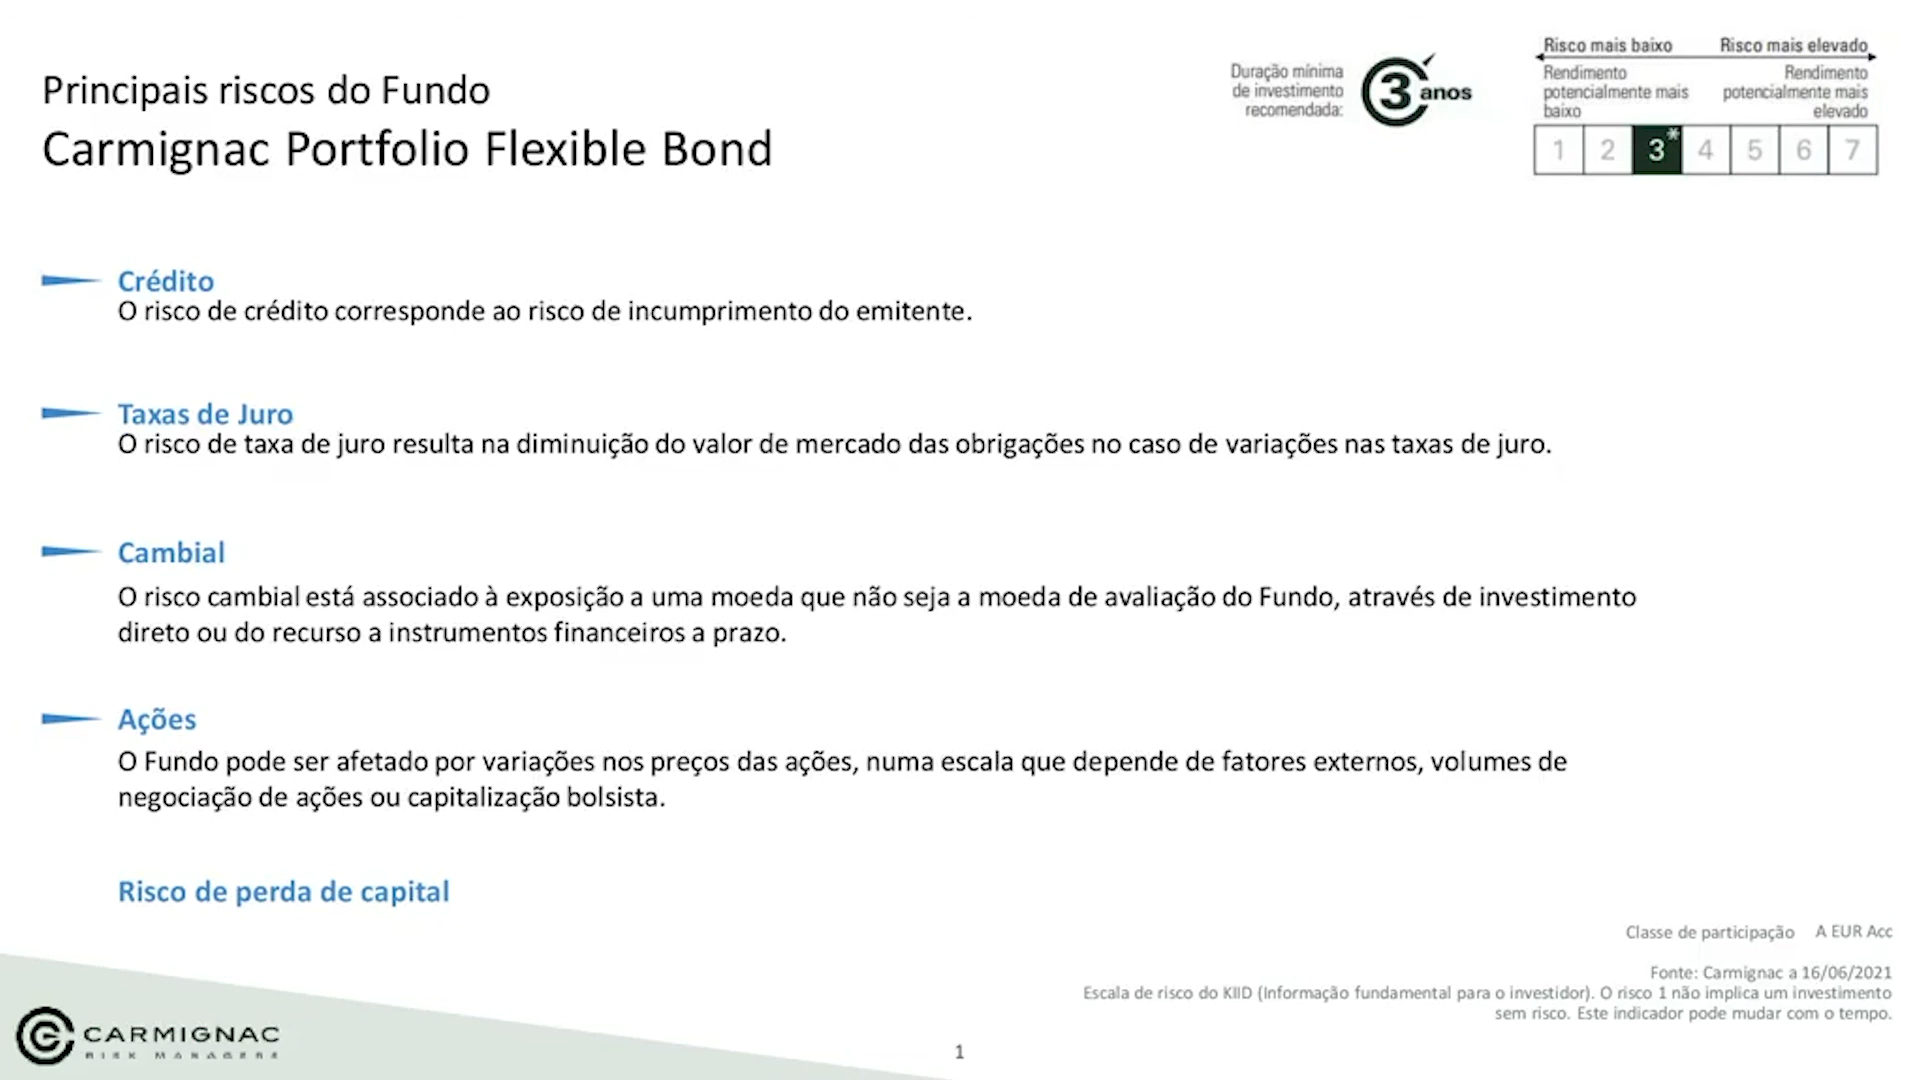 Principais riscos do Fundo
Carmignac Portfolio Flexible Bond
Duração mínima
de investimento
recomendada:
3 anos
Risco mais baixo Risco mais elevado
Rendimento
potencialmente mais
baixo
Rendimento
potencialmente mais
elevado
1 2 3* 4 5 6 7
Crédito
O risco de crédito corresponde ao risco de incumprimento do emitente.
Taxas de Juro
O risco de taxa de juro resulta na diminuição do valor de mercado das obrigações no caso de variações nas taxas de juro.
Cambial
O risco cambial está associado à exposição a uma moeda que não seja a moeda de avaliação do Fundo, através de investimento
direto ou do recurso a instrumentos financeiros a prazo.
Ações
O Fundo pode ser afetado por variações nos preços das ações, numa escala que depende de fatores externos, volumes de
negociação de ações ou capitalização bolsista.
Risco de perda de capital
Classe de participação A EUR Acc
Fonte: Carmignac a 16/06/2021
Escala de risco do KIID (Informação fundamental para o investidor). O risco 1 não implica um investimento
sem risco. Este indicador pode mudar com o tempo.
CARMIGNAC
RISK MANAGERS
1